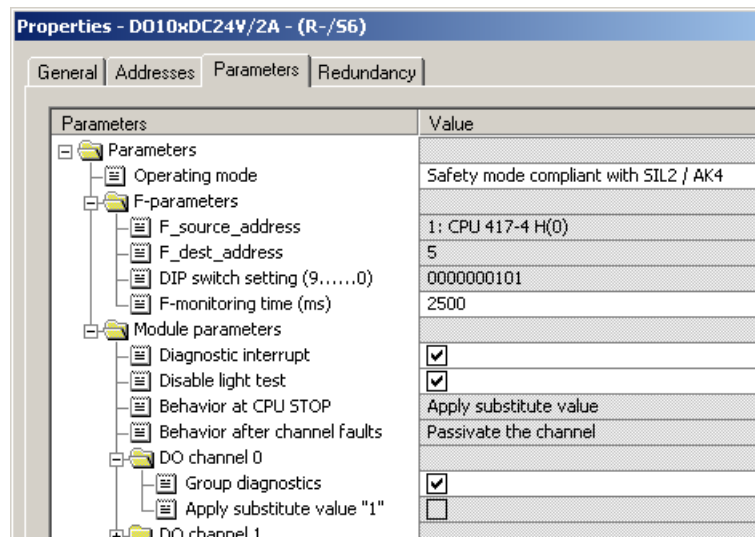 Properties - DO10xDC24V/2A - (R-/S6)
General Addresses Parameters Redundancy
Parameters Value
Parameters
Operating mode Safety mode compliant with SIL2 / AK4
F-parameters
F_source_address 1: CPU 417-4 H(0)
F_dest_address 5
DIP switch setting (9......0) 0000000101
F-monitoring time (ms) 2500
Module parameters
Diagnostic interrupt
Disable light test
Behavior at CPU STOP Apply substitute value
Behavior after channel faults Passivate the channel
DO channel 0
Group diagnostics
Apply substitute value "1"
DO channel 1